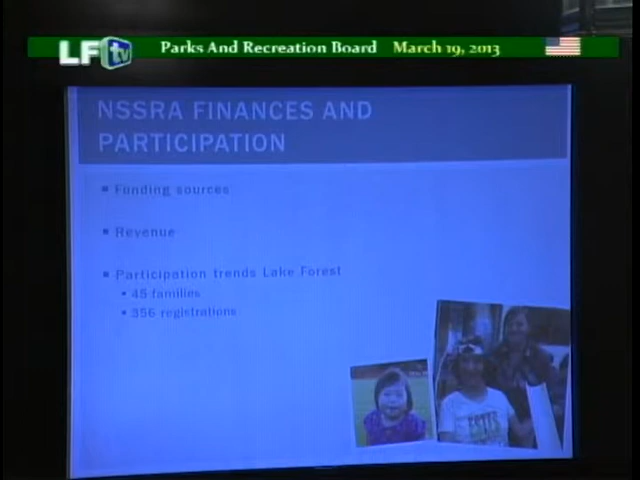 LF tv Parks And Recreation Board March 19, 2013
NSSRA FINANCES AND
PARTICIPATION
Funding sources
Revenue
Participation trends Lake Forest
45 families
356 registrations